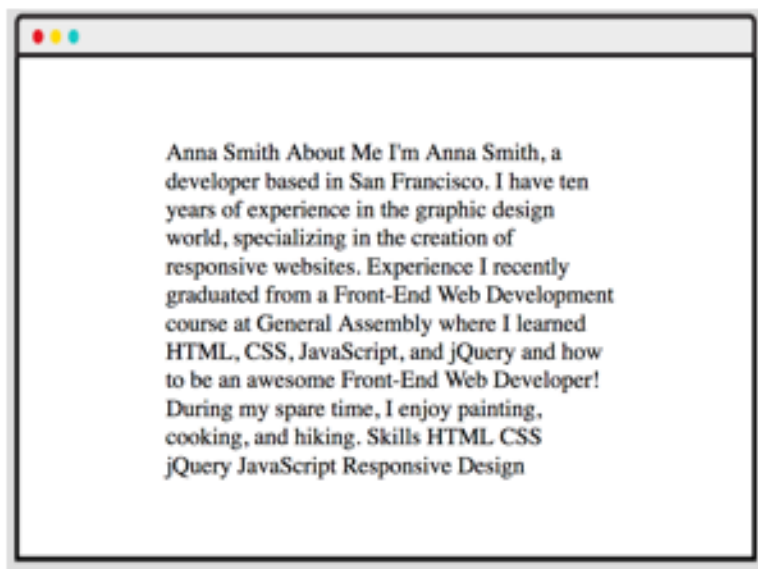 Anna Smith About Me I'm Anna Smith, a
developer based in San Francisco. I have ten
years of experience in the graphic design
world, specializing in the creation of
responsive websites. Experience I recently
graduated from a Front-End Web Development
course at General Assembly where I learned
HTML, CSS, JavaScript, and jQuery and how
to be an awesome Front-End Web Developer!
During my spare time, I enjoy painting,
cooking, and hiking. Skills HTML CSS
jQuery JavaScript Responsive Design